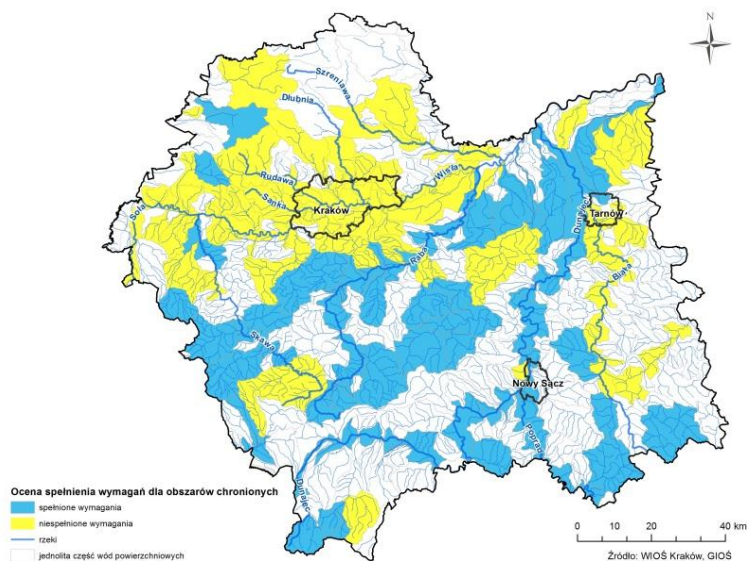 N
Szreniawa
Dłubnia
Rudawa
Sanka
Wisła
Kraków
Soła
Raba
Dunajec
Tarnów
Biała
Skawa
Nowy Sącz
Poprad
Dunajec
Ocena spełnienia wymagań dla obszarów chronionych
spełnione wymagania
niespełnione wymagania
rzeki
jednolita część wód powierzchniowych
0 10 20 40 km
Źródło: WIOŚ Kraków, GIOŚ